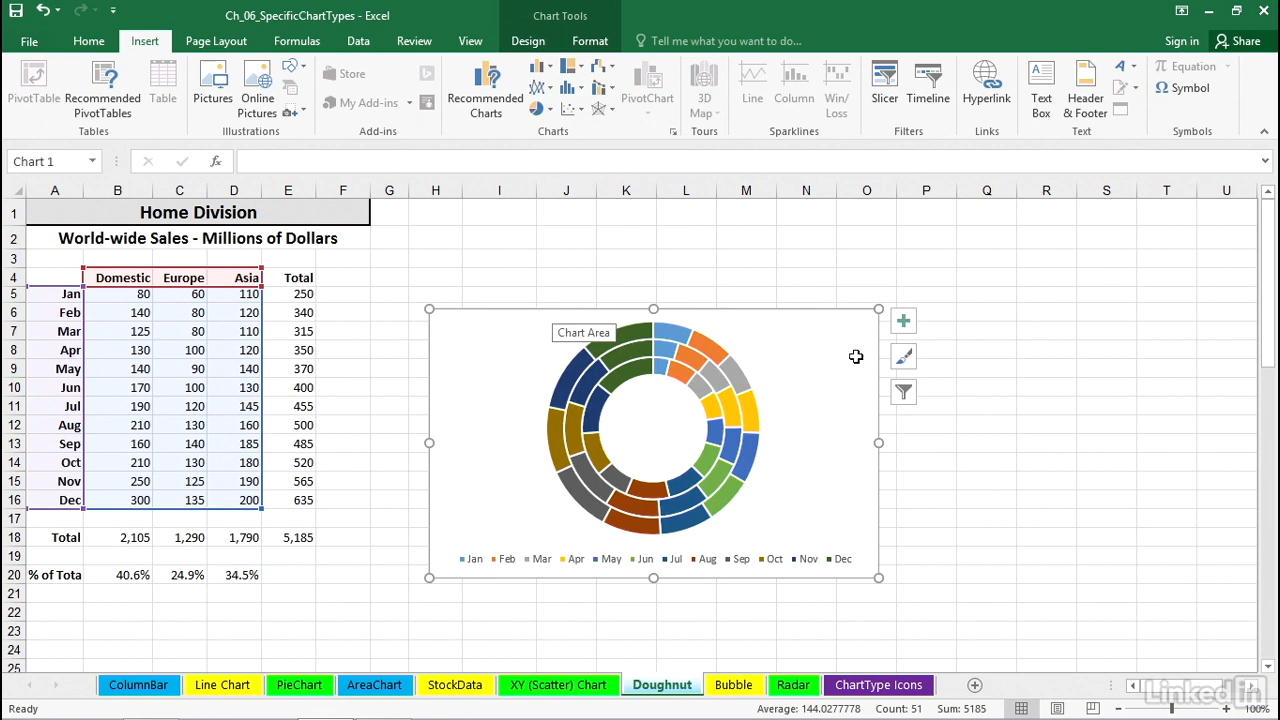 Ch_06_SpecificChartTypes - Excel
Chart Tools
File Home Insert Page Layout Formulas Data Review View Design Format Tell me what you want to do... Sign in Share
PivotTable Recommended PivotTables Table
Tables
Pictures Online Pictures
Illustrations
Store
My Add-ins
Add-ins
Recommended Charts
PivotChart
Charts
3D Map
Tours
Line Column Win/Loss
Sparklines
Slicer Timeline
Filters
Hyperlink
Links
Text Box Header & Footer
Text
Equation
Symbol
Symbols
Chart 1 fx
A B C D E F G H I J K L M N O P Q R S T U
1 Home Division
2 World-wide Sales - Millions of Dollars
3
4 Domestic Europe Asia Total
5 Jan 80 60 110 250
6 Feb 140 80 120 340
7 Mar 125 80 110 315
8 Apr 130 100 120 350
9 May 140 90 140 370
10 Jun 170 100 130 400
11 Jul 190 120 145 455
12 Aug 210 130 160 500
13 Sep 160 140 185 485
14 Oct 210 130 180 520
15 Nov 250 125 190 565
16 Dec 300 135 200 635
17
18 Total 2,105 1,290 1,790 5,185
19
20 % of Tota 40.6% 24.9% 34.5%
21
22
23
24
25
Chart Area
Jan Feb Mar Apr May Jun Jul Aug Sep Oct Nov Dec
ColumnBar Line Chart PieChart AreaChart StockData XY (Scatter) Chart Doughnut Bubble Radar ChartType Icons
Linked in
Ready Average: 144.0277778 Count: 51 Sum: 5185 100%